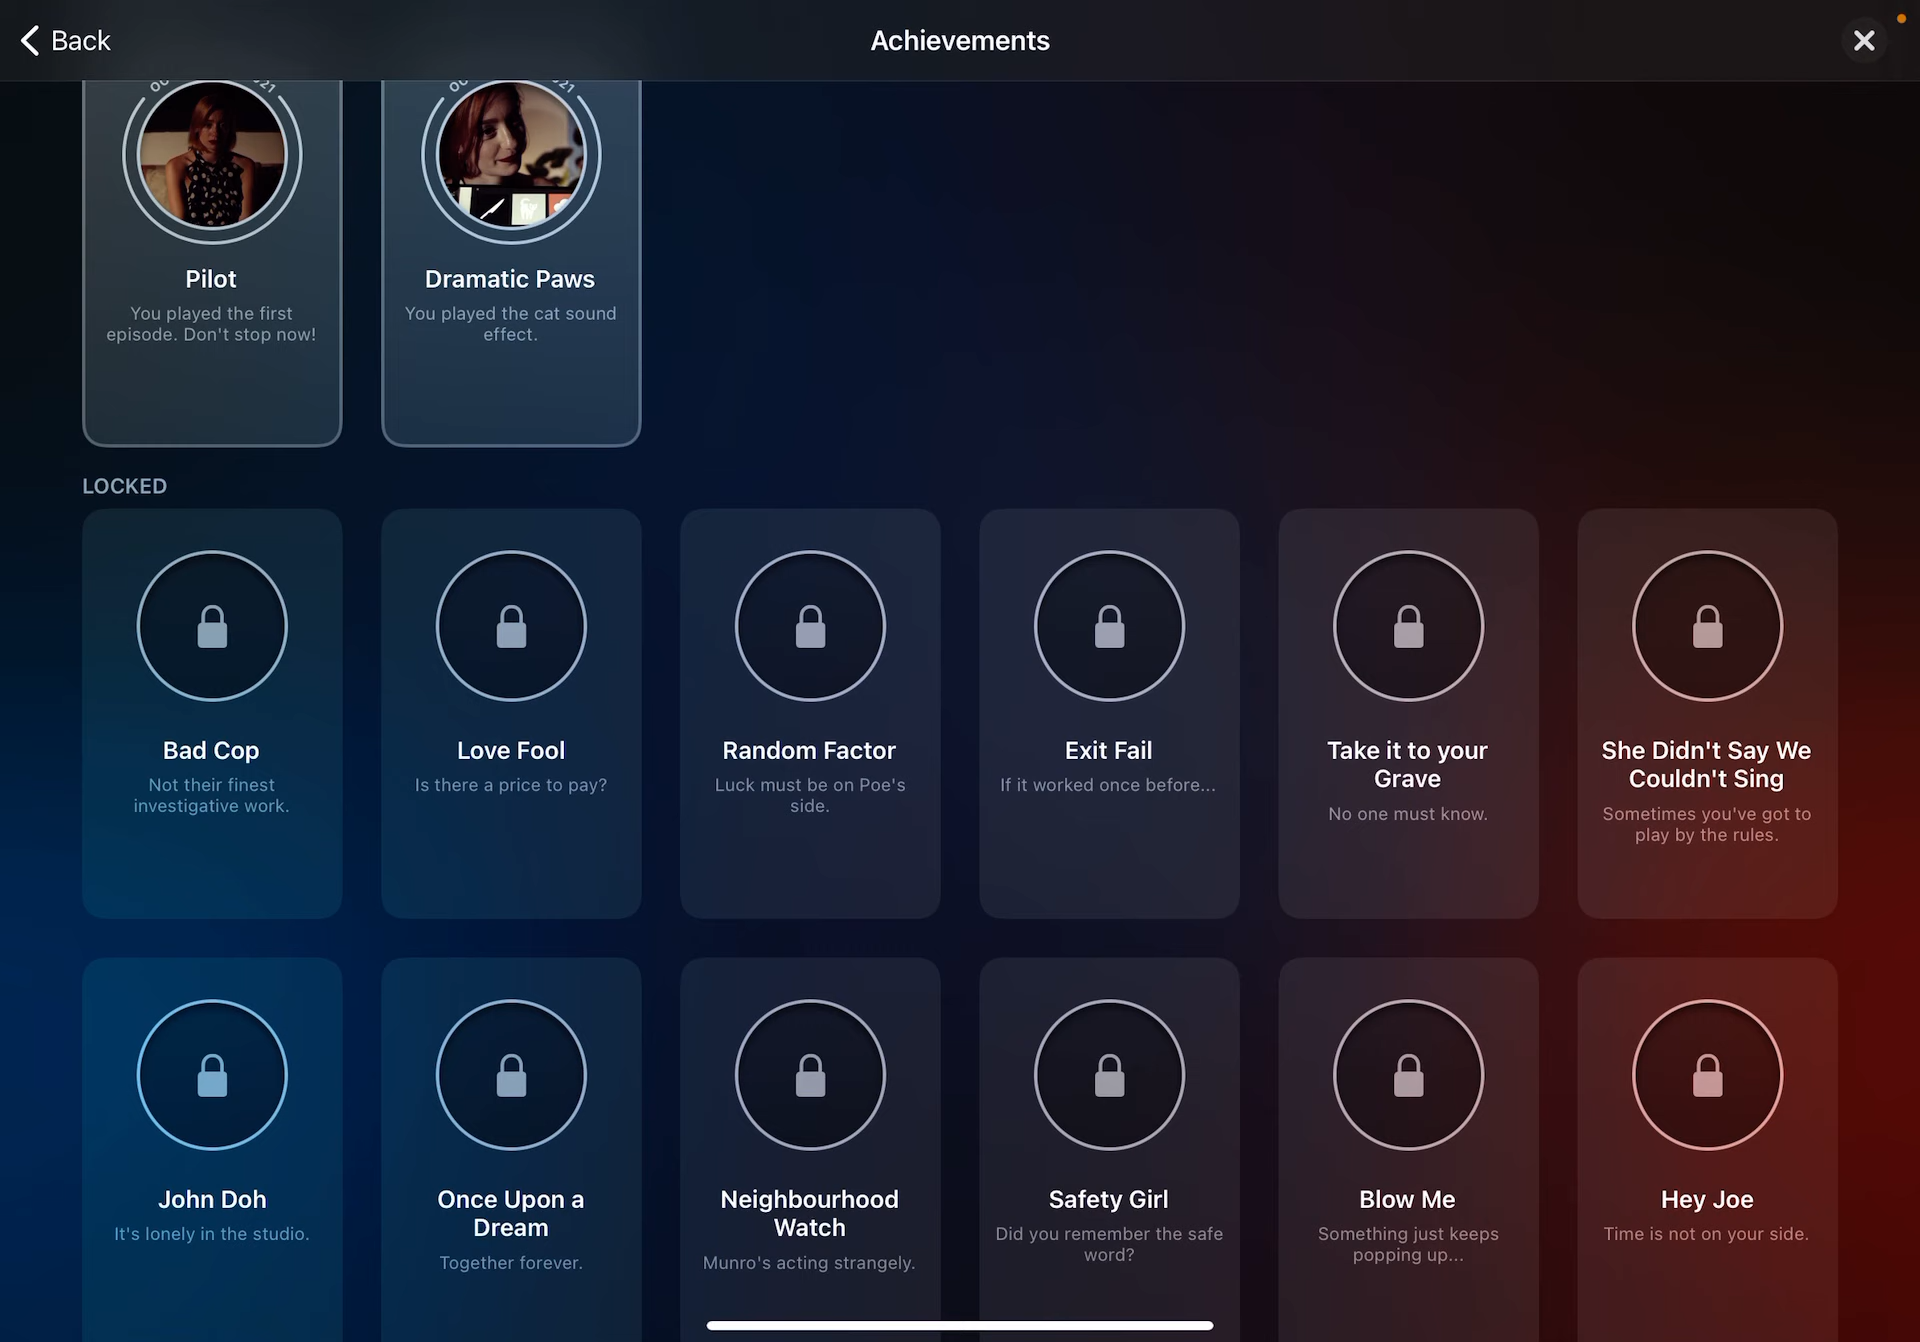 Back
Achievements
Pilot
You played the first
episode. Don't stop now!
Dramatic Paws
You played the cat sound
effect.
LOCKED
Bad Cop
Not their finest
investigative work.
Love Fool
Is there a price to pay?
Random Factor
Luck must be on Poe's
side.
Exit Fail
If it worked once before...
Take it to your
Grave
No one must know.
She Didn't Say We
Couldn't Sing
Sometimes you've got to
play by the rules.
John Doh
It's lonely in the studio.
Once Upon a
Dream
Together forever.
Neighbourhood
Watch
Munro's acting strangely.
Safety Girl
Did you remember the safe
word?
Blow Me
Something just keeps
popping up...
Hey Joe
Time is not on your side.